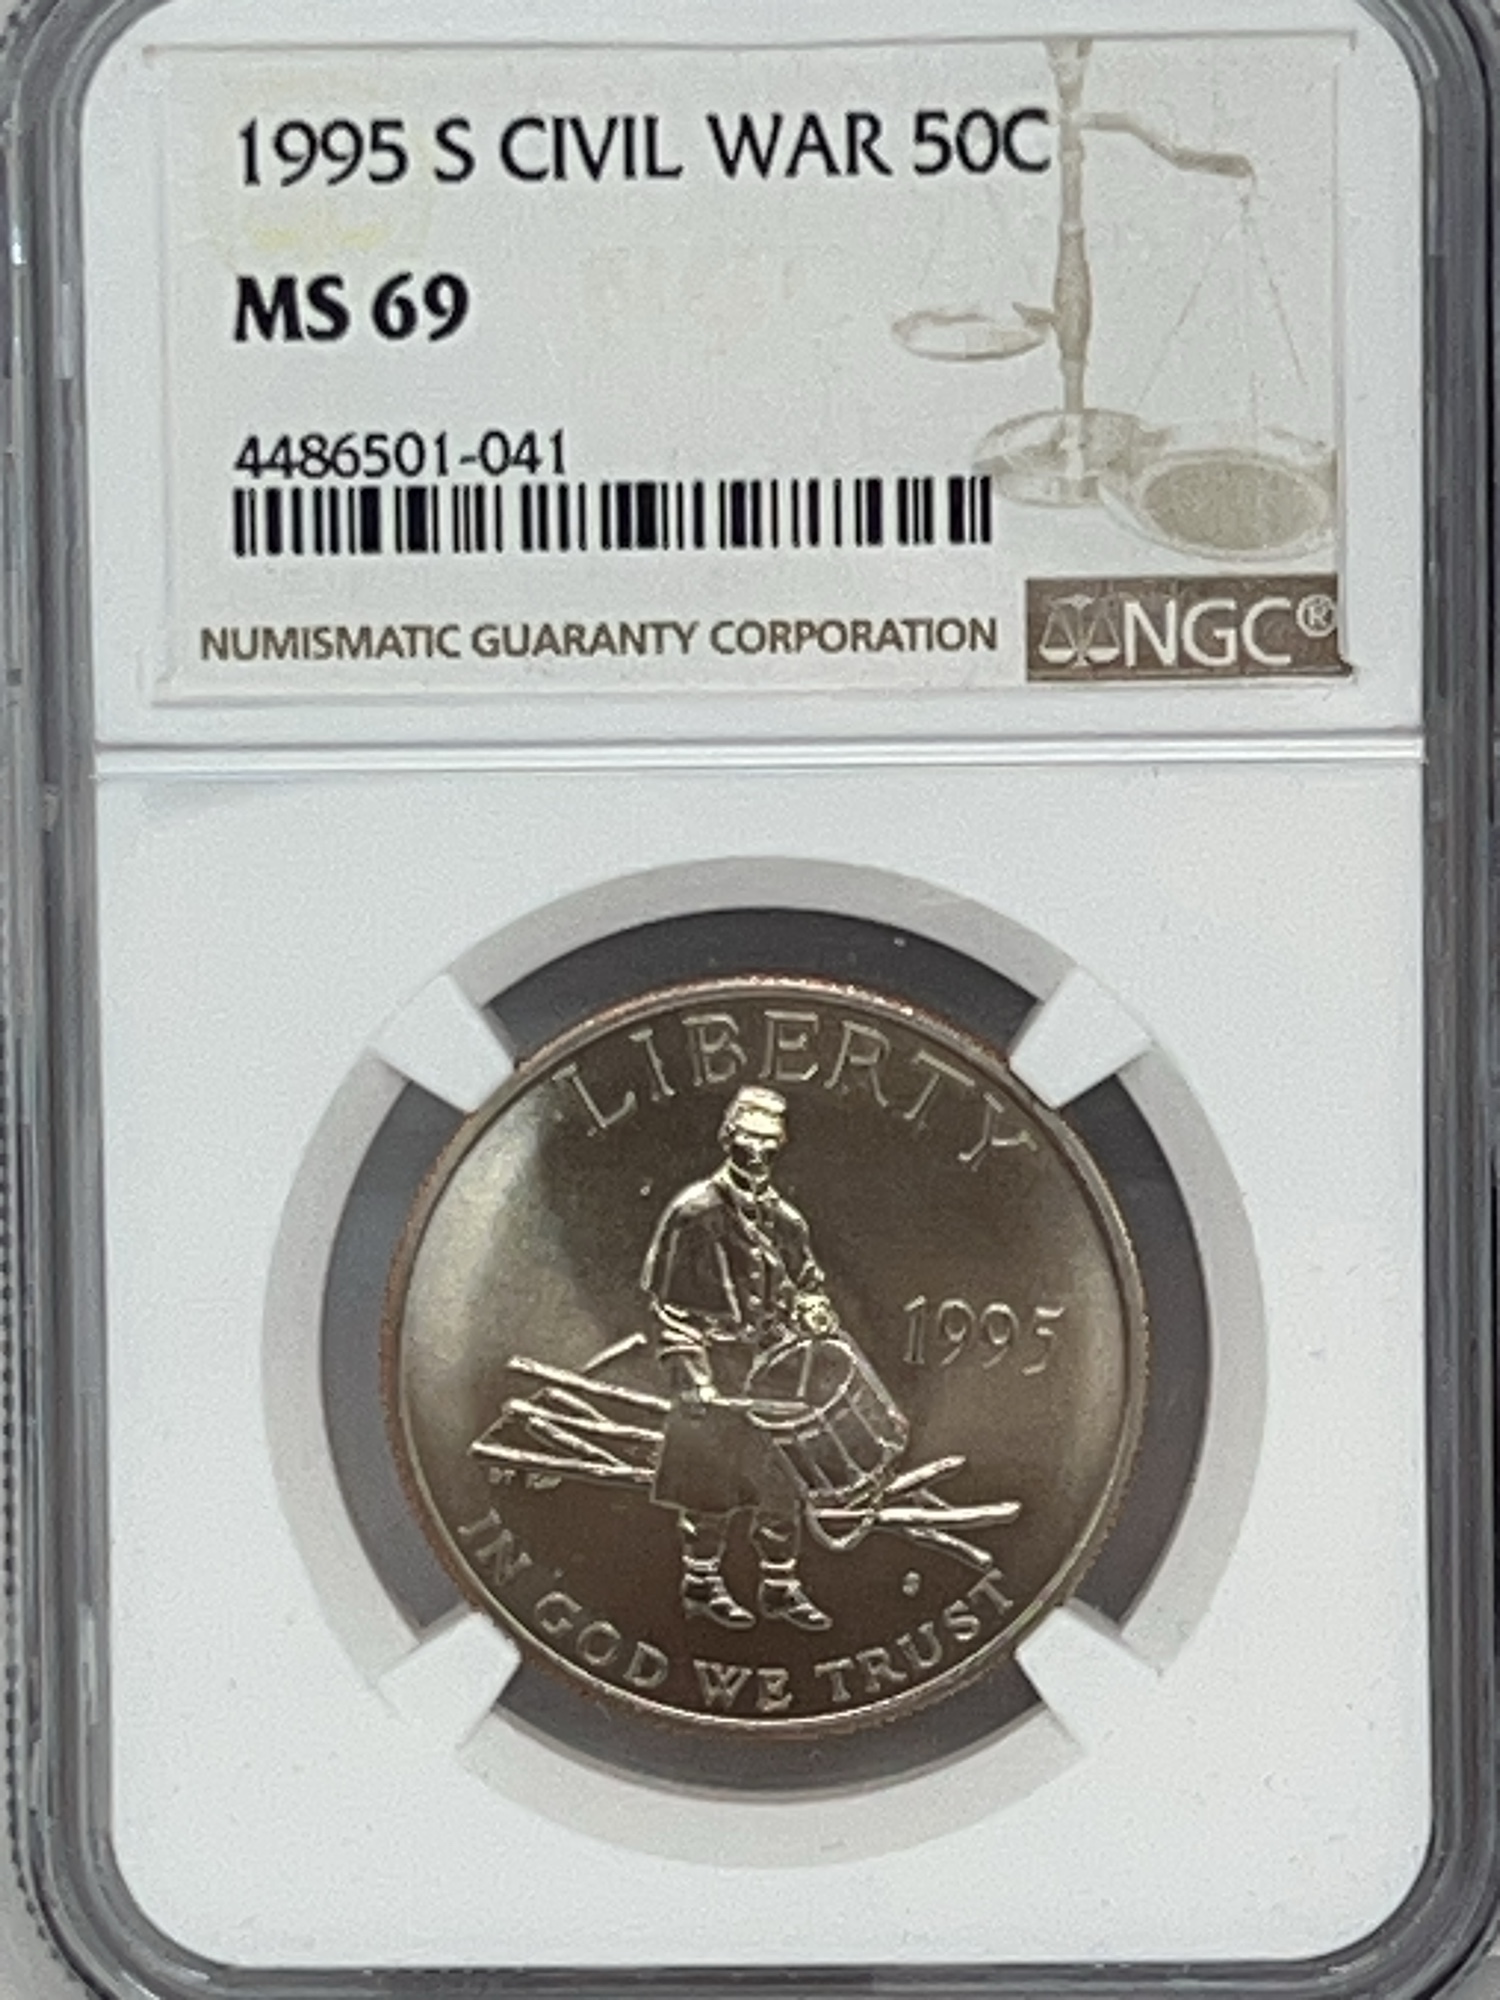 1995 S CIVIL WAR 50C
MS 69
4486501-041
NUMISMATIC GUARANTY CORPORATION
NGC®
LIBERTY
1995
S
IN GOD WE TRUST